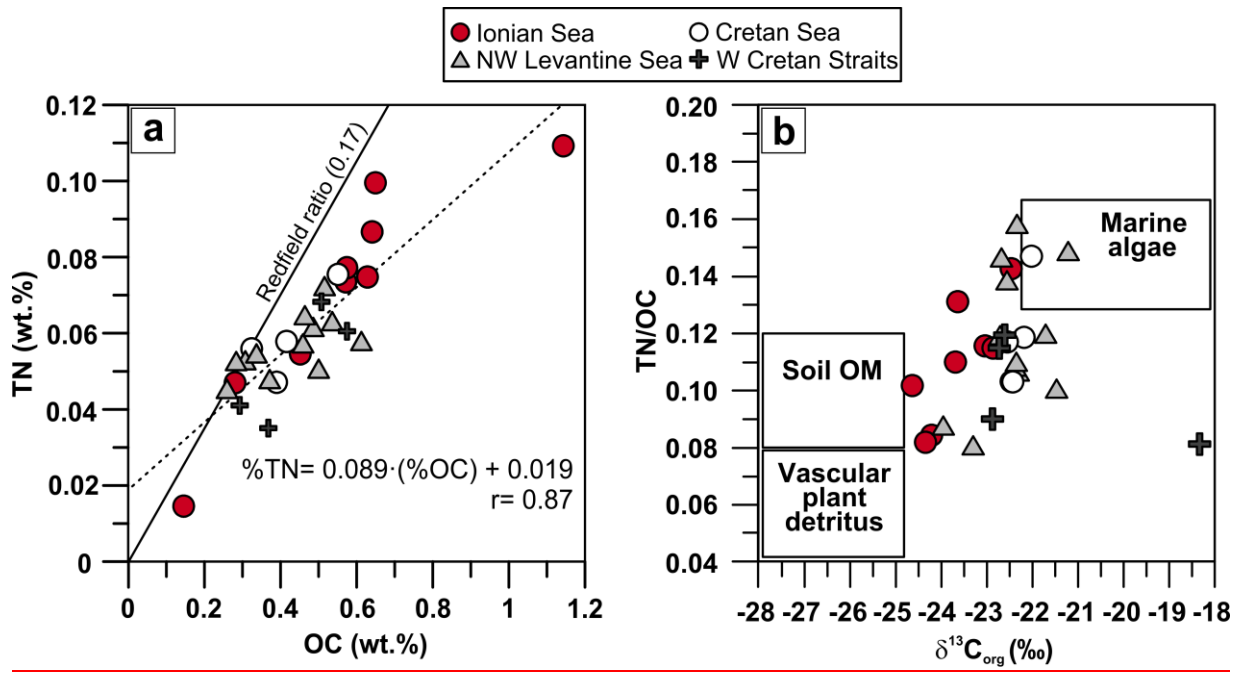 Ionian Sea
Cretan Sea
NW Levantine Sea
W Cretan Straits
a
TN (wt.%)
0.12
0.10
0.08
0.06
0.04
0.02
0
Redfield ratio (0.17)
%TN= 0.089·(%OC) + 0.019
r= 0.87
0 0.2 0.4 0.6 0.8 1 1.2
OC (wt.%)
b
TN/OC
0.20
0.18
0.16
0.14
0.12
0.10
0.08
0.06
0.04
Marine
algae
Soil OM
Vascular
plant
detritus
-28 -27 -26 -25 -24 -23 -22 -21 -20 -19 -18
δ¹³Corg (‰)